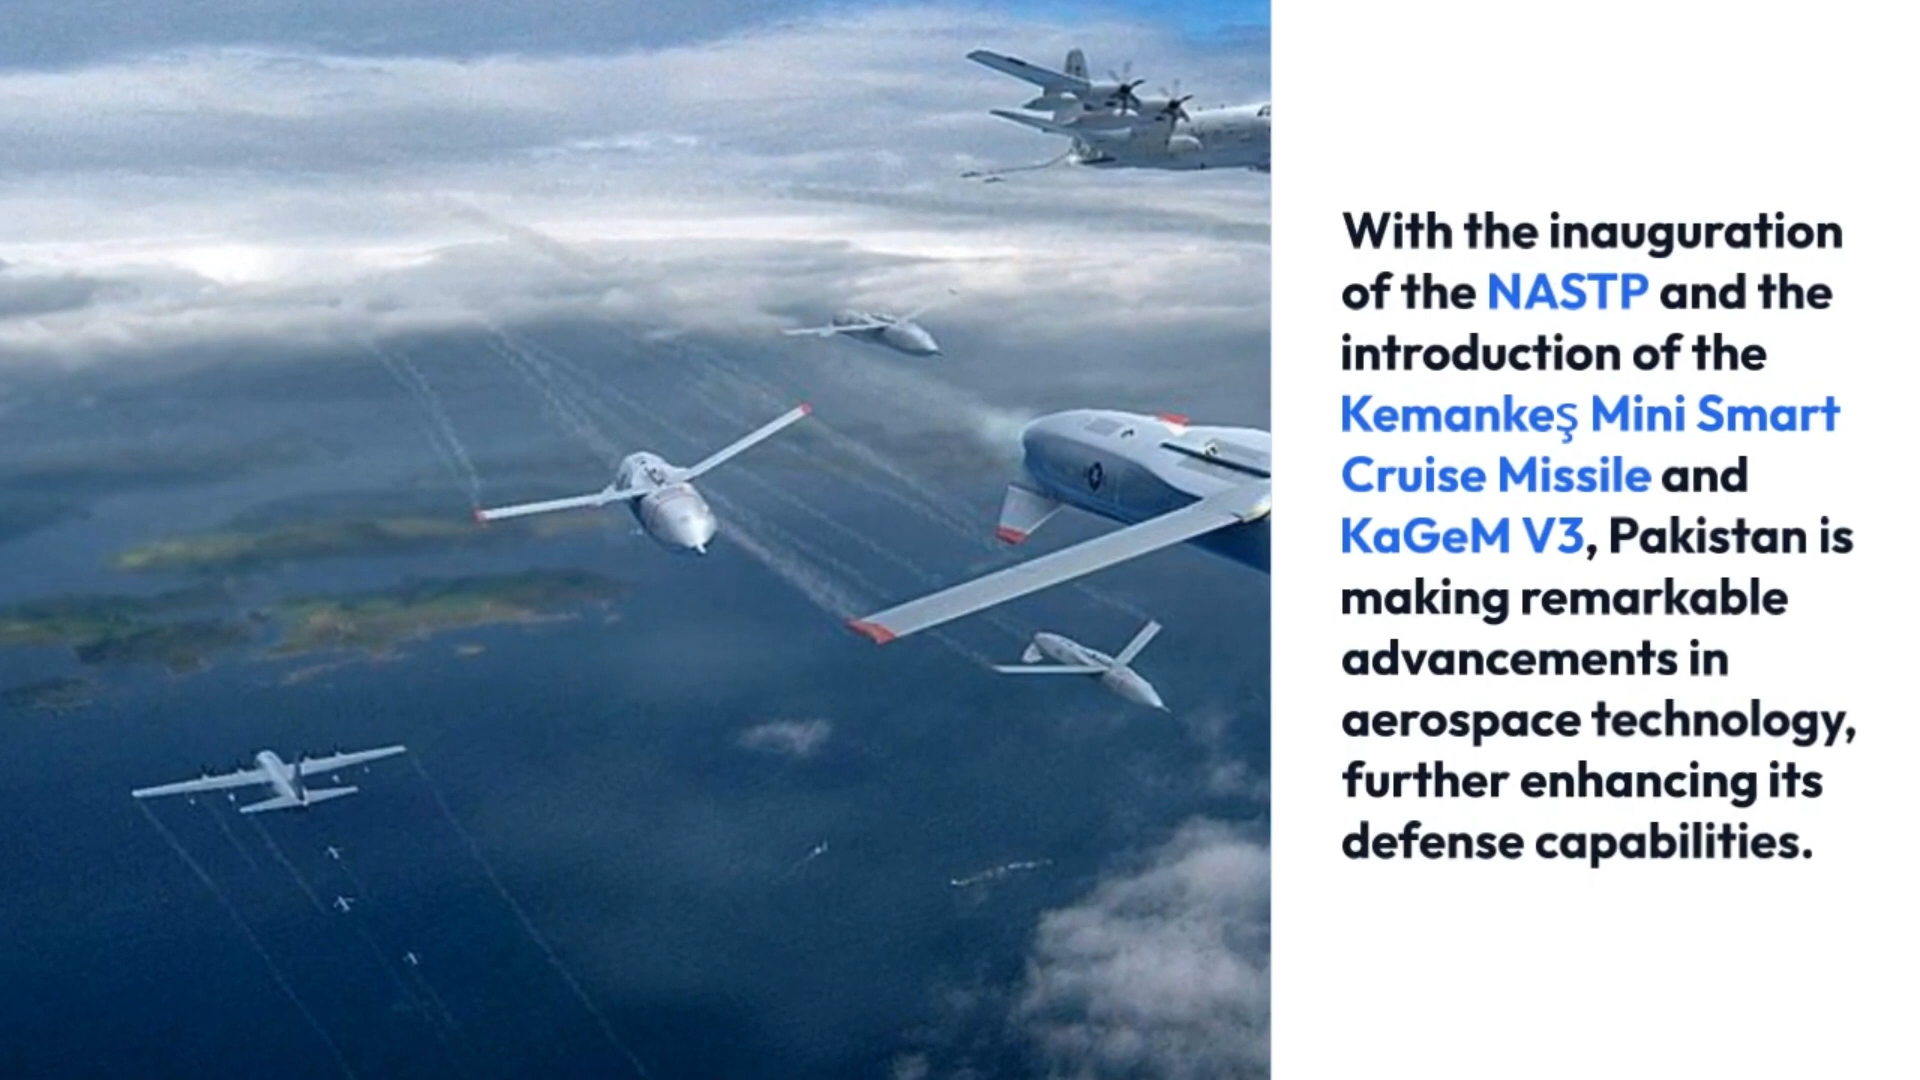 With the inauguration
of the NASTP and the
introduction of the
Kemankeş Mini Smart
Cruise Missile and
KaGeM V3, Pakistan is
making remarkable
advancements in
aerospace technology,
further enhancing its
defense capabilities.